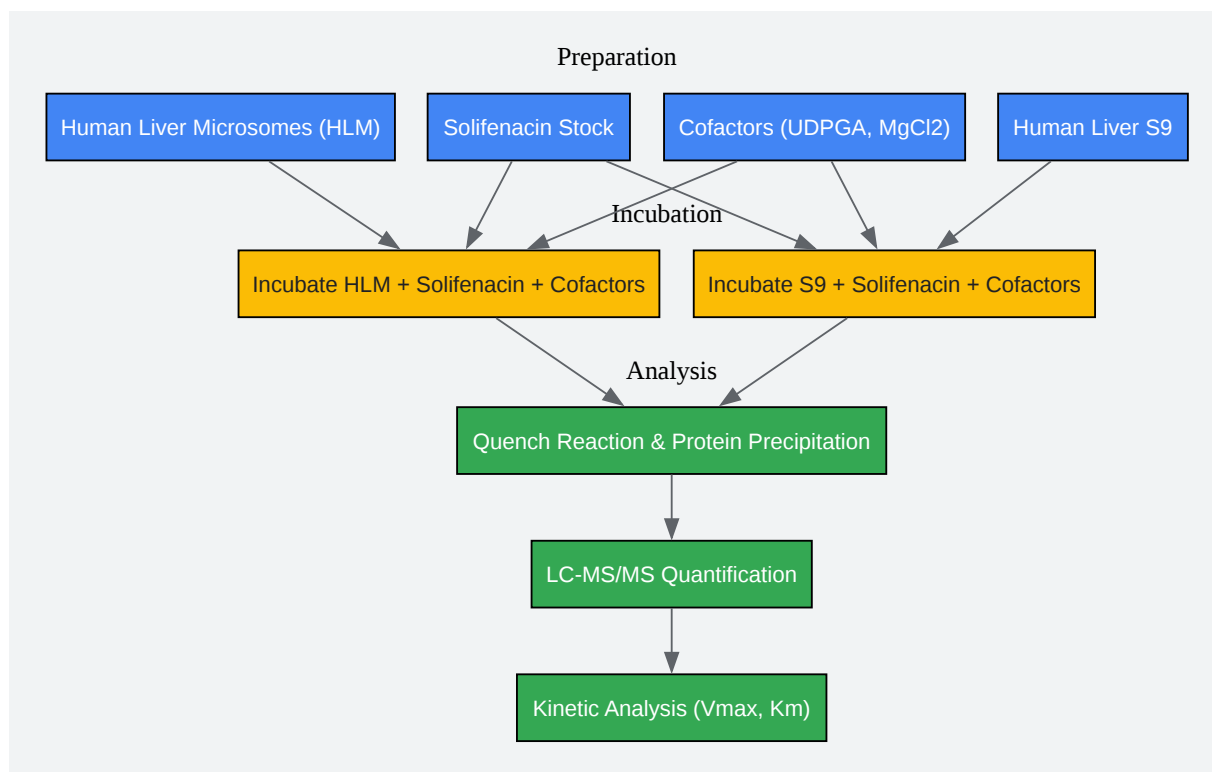 Preparation
Human Liver Microsomes (HLM)
Solifenacin Stock
Cofactors (UDPGA, MgCl2)
Human Liver S9
Incubation
Incubate HLM + Solifenacin + Cofactors
Incubate S9 + Solifenacin + Cofactors
Analysis
Quench Reaction & Protein Precipitation
LC-MS/MS Quantification
Kinetic Analysis (Vmax, Km)